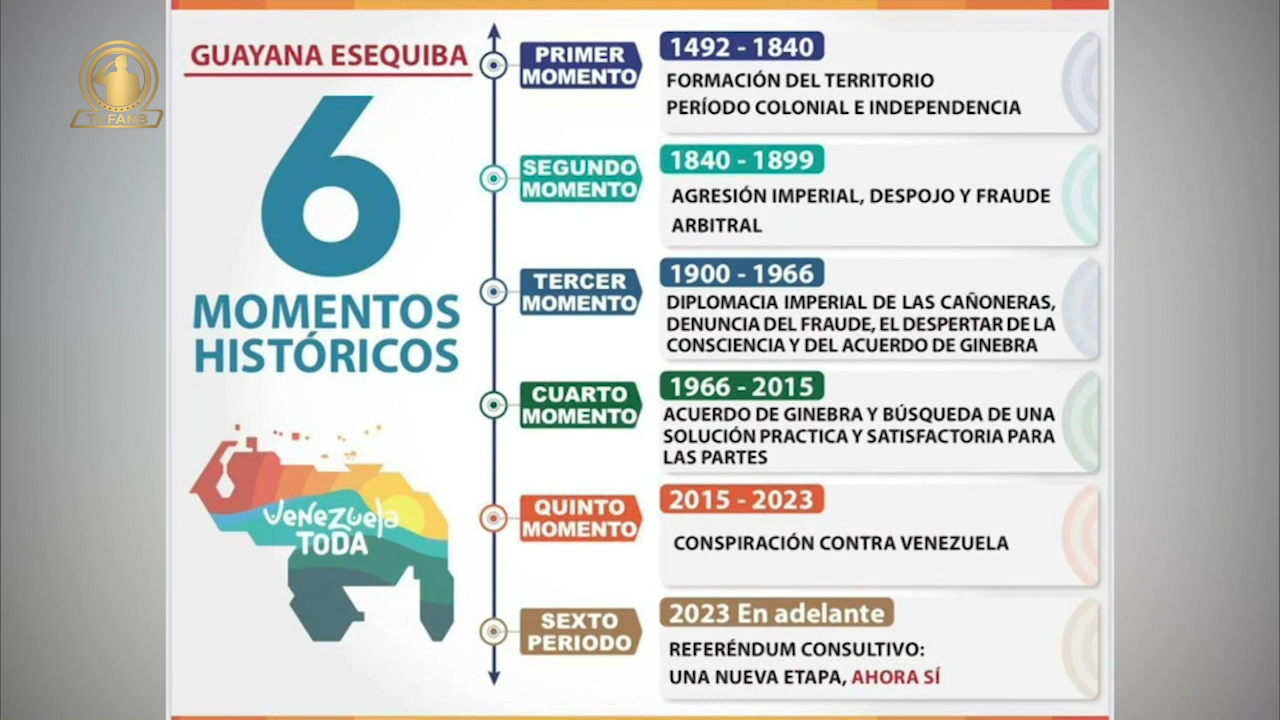 TV FANB
GUAYANA ESEQUIBA
6
MOMENTOS
HISTÓRICOS
VENEZUELA
TODA
PRIMER
MOMENTO
1492 - 1840
FORMACIÓN DEL TERRITORIO
PERÍODO COLONIAL E INDEPENDENCIA
SEGUNDO
MOMENTO
1840 - 1899
AGRESIÓN IMPERIAL, DESPOJO Y FRAUDE
ARBITRAL
TERCER
MOMENTO
1900 - 1966
DIPLOMACIA IMPERIAL DE LAS CAÑONERAS,
DENUNCIA DEL FRAUDE, EL DESPERTAR DE LA
CONSCIENCIA Y DEL ACUERDO DE GINEBRA
CUARTO
MOMENTO
1966 - 2015
ACUERDO DE GINEBRA Y BÚSQUEDA DE UNA
SOLUCIÓN PRACTICA Y SATISFACTORIA PARA
LAS PARTES
QUINTO
MOMENTO
2015 - 2023
CONSPIRACIÓN CONTRA VENEZUELA
SEXTO
PERIODO
2023 En adelante
REFERÉNDUM CONSULTIVO:
UNA NUEVA ETAPA, AHORA SÍ